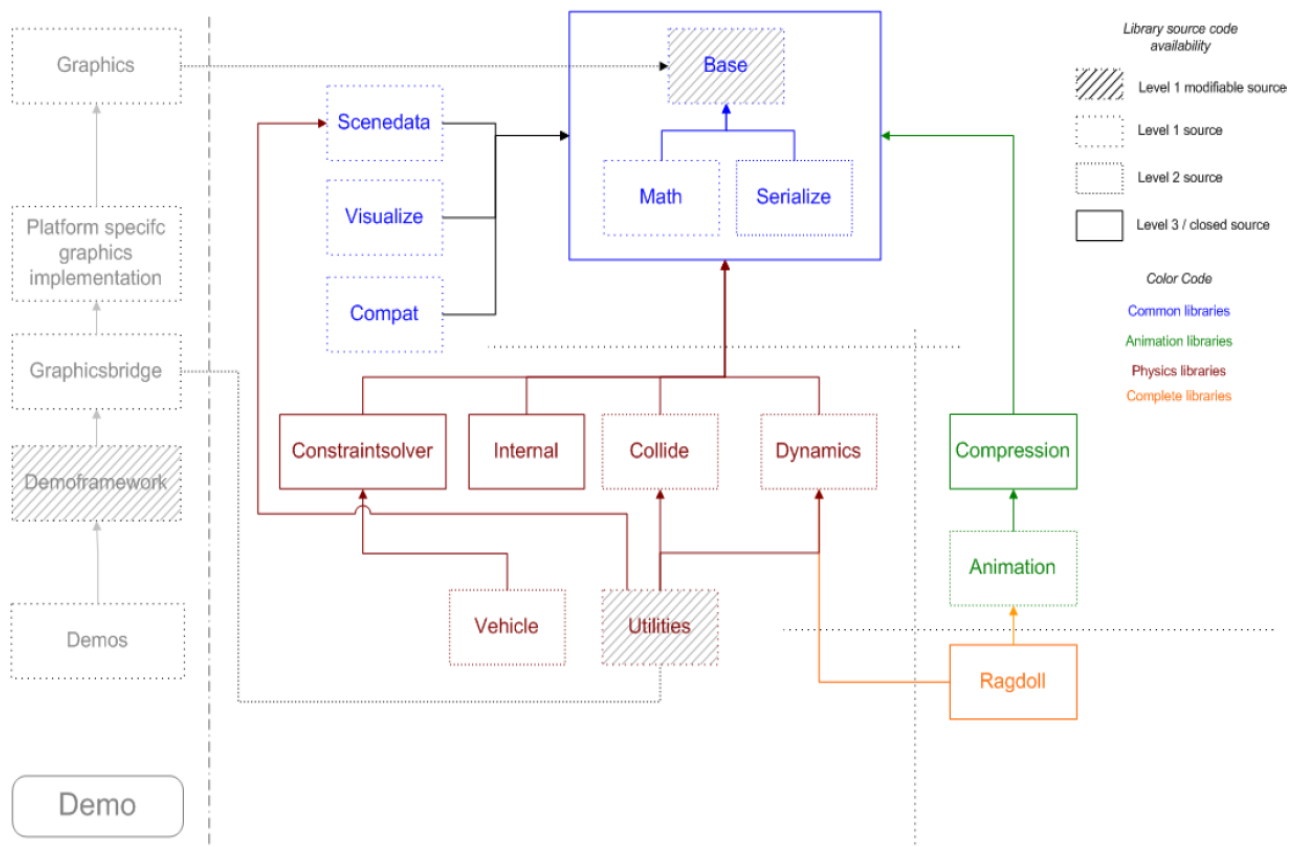 Graphics
Platform specifc
graphics
implementation
Graphicsbridge
Demoframework
Demos
Demo
Scenedata
Visualize
Compat
Base
Math
Serialize
Constraintsolver
Internal
Collide
Dynamics
Vehicle
Utilities
Compression
Animation
Ragdoll
Library source code
availability
Level 1 modifiable source
Level 1 source
Level 2 source
Level 3 / closed source
Color Code
Common libraries
Animation libraries
Physics libraries
Complete libraries